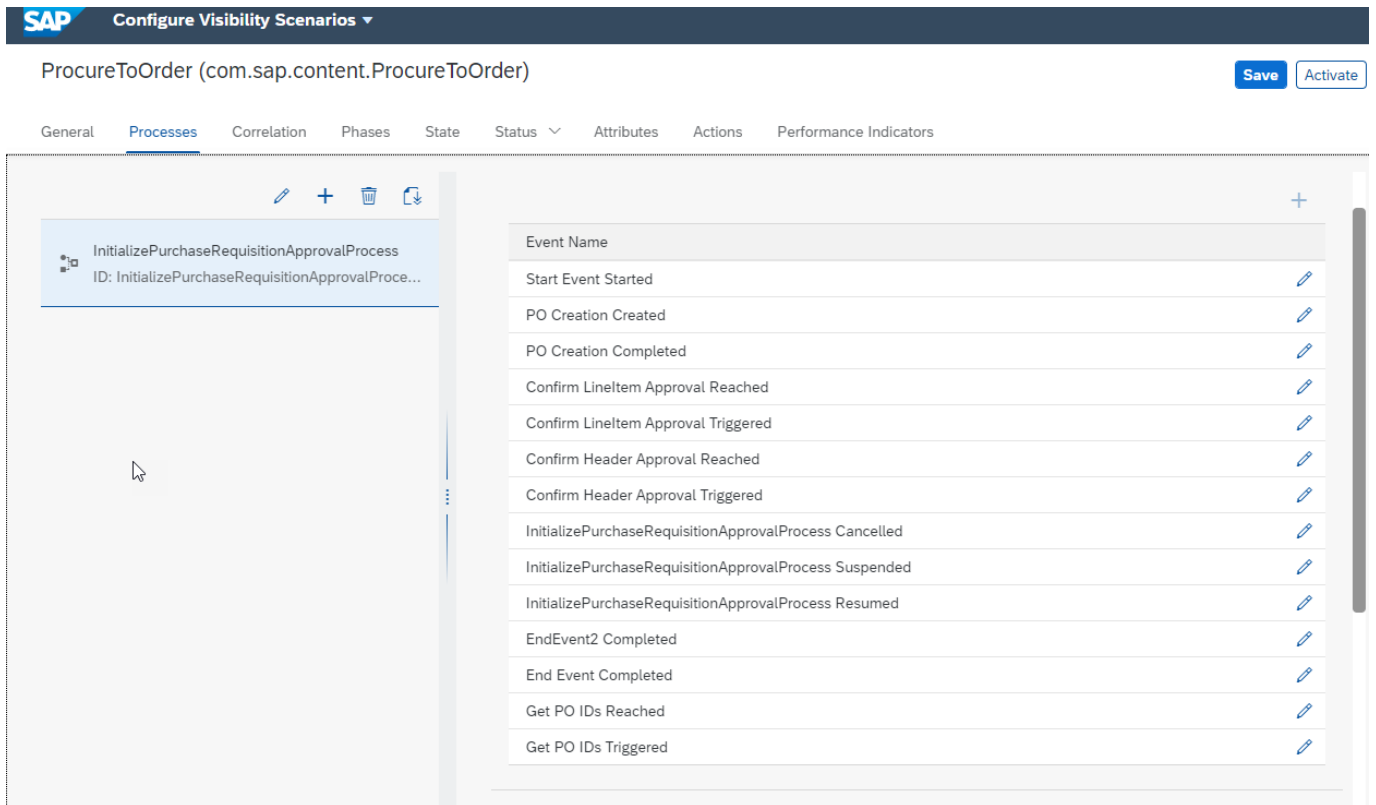 SAP Configure Visibility Scenarios
ProcureToOrder (com.sap.content.ProcureToOrder)
Save Activate
General Processes Correlation Phases State Status Attributes Actions Performance Indicators
InitializePurchaseRequisitionApprovalProcess
ID: InitializePurchaseRequisitionApprovalProce...
Event Name
Start Event Started
PO Creation Created
PO Creation Completed
Confirm LineItem Approval Reached
Confirm LineItem Approval Triggered
Confirm Header Approval Reached
Confirm Header Approval Triggered
InitializePurchaseRequisitionApprovalProcess Cancelled
InitializePurchaseRequisitionApprovalProcess Suspended
InitializePurchaseRequisitionApprovalProcess Resumed
EndEvent2 Completed
End Event Completed
Get PO IDs Reached
Get PO IDs Triggered